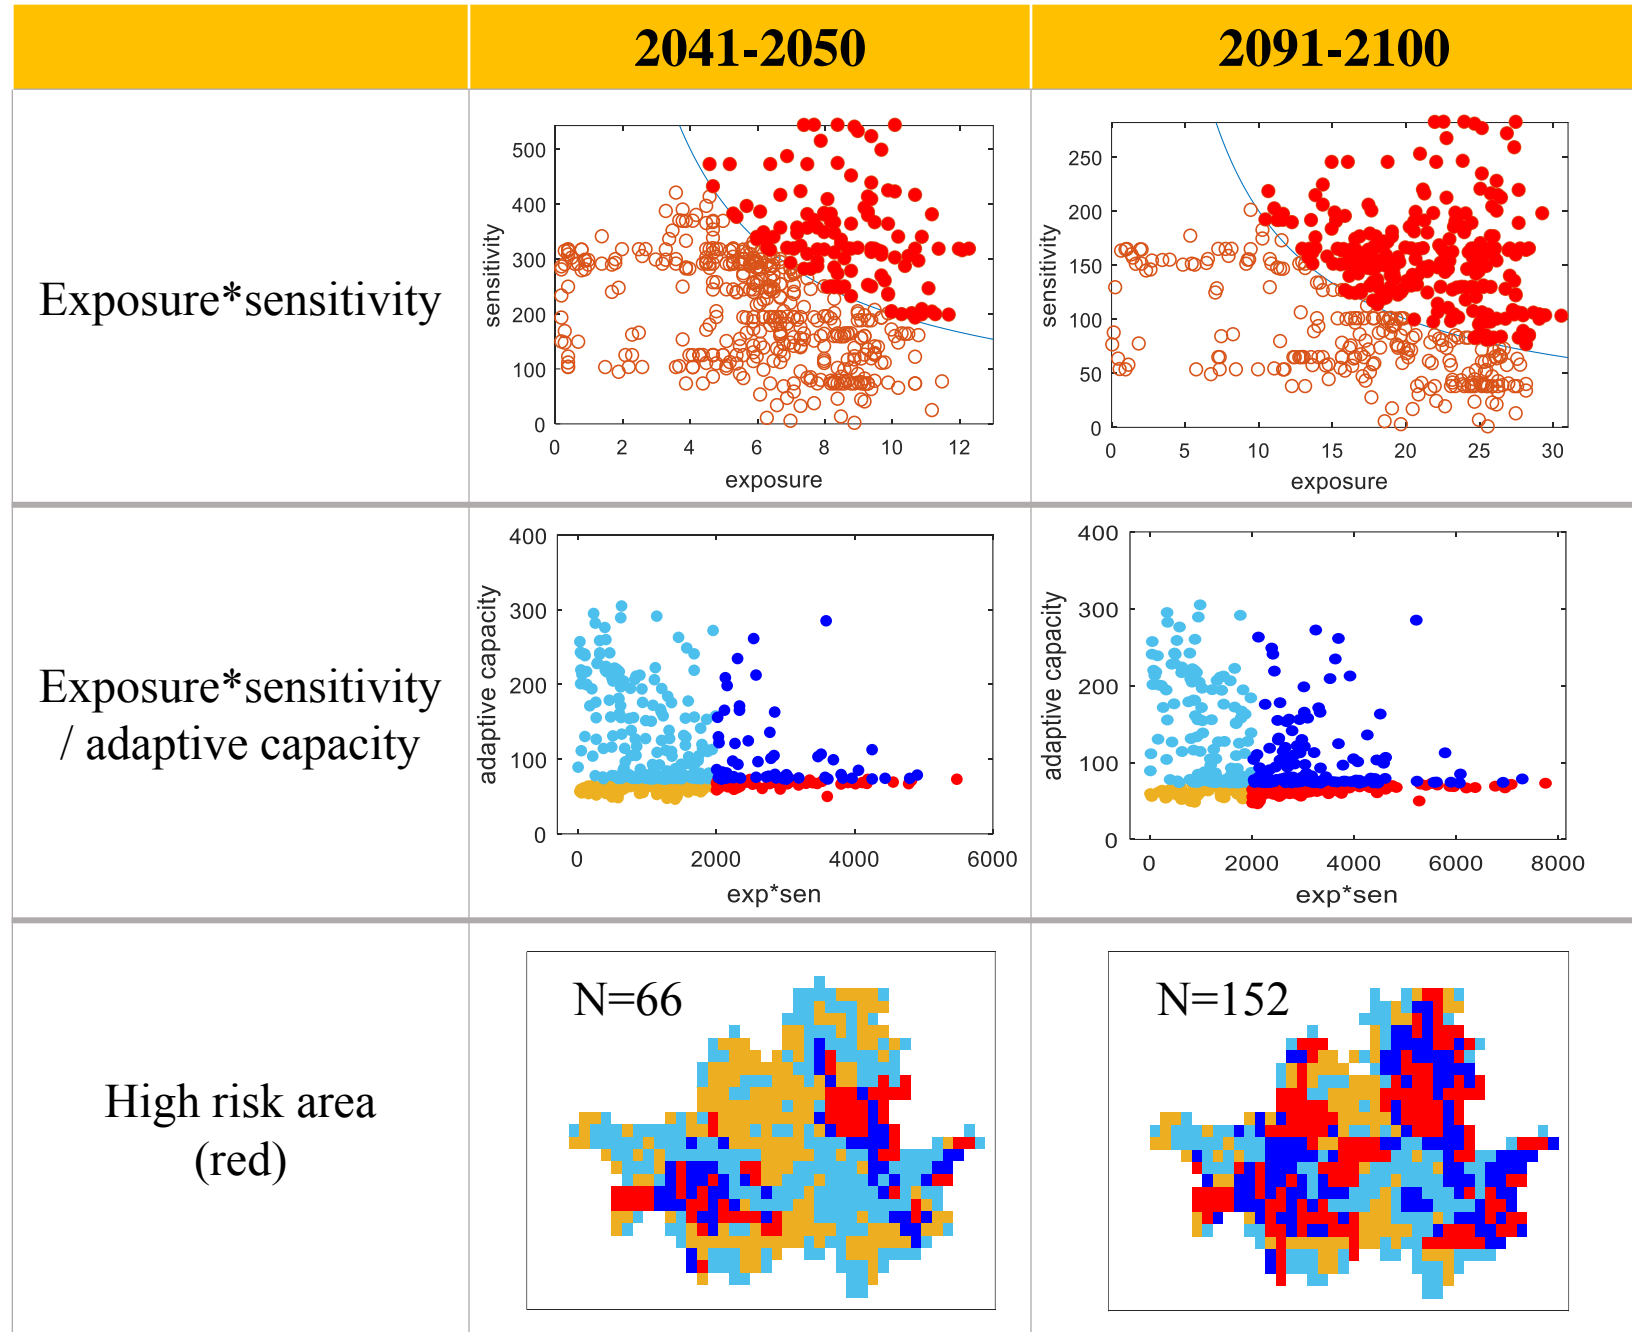 2041-2050
2091-2100
Exposure*sensitivity
500
400
300
200
100
0
sensitivity
0 2 4 6 8 10 12
exposure
250
200
150
100
50
0
sensitivity
0 5 10 15 20 25 30
exposure
Exposure*sensitivity
/ adaptive capacity
400
300
200
100
0
adaptive capacity
0 2000 4000 6000
exp*sen
400
300
200
100
0
adaptive capacity
0 2000 4000 6000 8000
exp*sen
High risk area
(red)
N=66
N=152